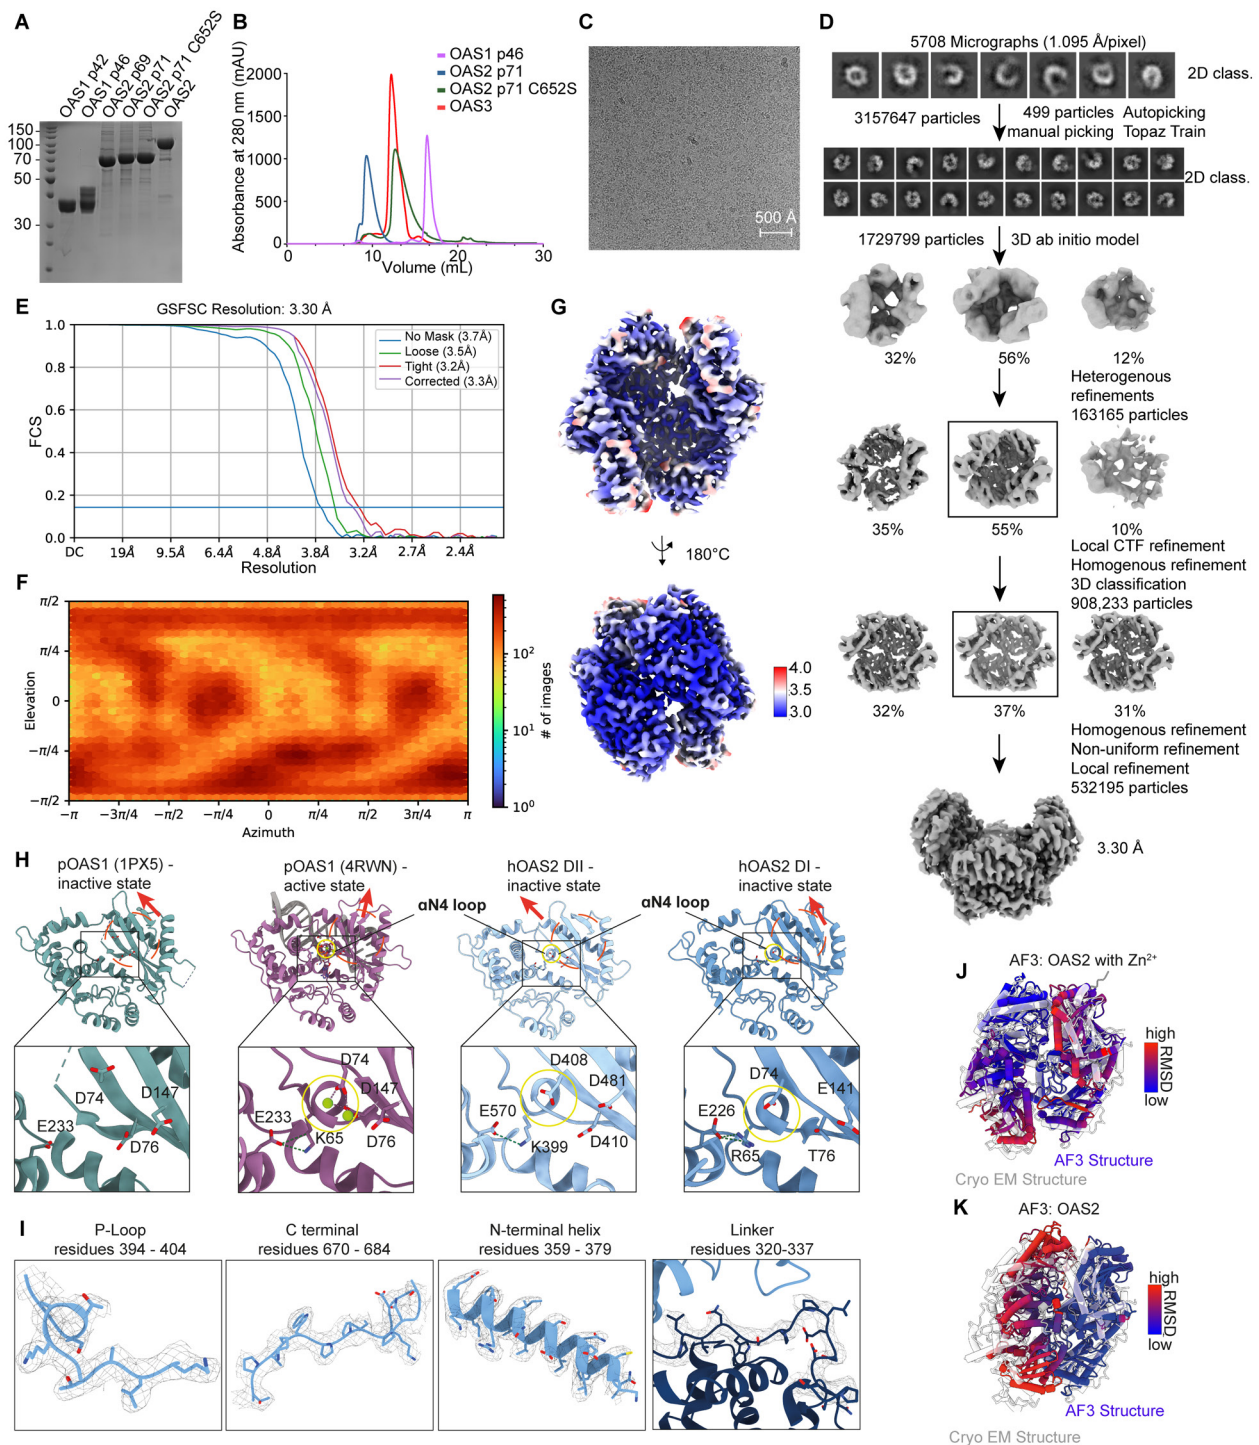 A
OAS1 p42
OAS1 p46
OAS2 p69
OAS2 p71
OAS2 p71 C652S
OAS2
150
100
70
50
30
B
Absorbance at 280 nm (mAU)
2000
1500
1000
500
0
0
10
20
30
Volume (mL)
OAS1 p46
OAS2 p71
OAS2 p71 C652S
OAS3
C
500 Å
D
5708 Micrographs (1.095 Å/pixel)
2D class.
3157647 particles
499 particles
manual picking
Autopicking
Topaz Train
2D class.
1729799 particles
3D ab initio model
32%
56%
12%
Heterogenous
refinements
163165 particles
35%
55%
10%
Local CTF refinement
Homogenous refinement
3D classification
908,233 particles
32%
37%
31%
Homogenous refinement
Non-uniform refinement
Local refinement
532195 particles
3.30 Å
E
GSFSC Resolution: 3.30 Å
FCS
1.0
0.8
0.6
0.4
0.2
0.0
DC
19Å
9.5Å
6.4Å
4.8Å
3.8Å
3.2Å
2.7Å
2.4Å
Resolution
No Mask (3.7Å)
Loose (3.5Å)
Tight (3.2Å)
Corrected (3.3Å)
F
Elevation
π/2
π/4
0
−π/4
−π/2
−π
−3π/4
−π/2
−π/4
0
π/4
π/2
3π/4
π
Azimuth
# of images
10²
10¹
10⁰
G
180°C
4.0
3.5
3.0
H
pOAS1 (1PX5) -
inactive state
pOAS1 (4RWN) -
active state
hOAS2 DII -
inactive state
hOAS2 DI -
inactive state
αN4 loop
αN4 loop
D74
D147
E233
D76
D74
D147
E233
K65
D76
D408
D481
E570
K399
D410
D74
E141
E226
R65
T76
I
P-Loop
residues 394 - 404
C terminal
residues 670 - 684
N-terminal helix
residues 359 - 379
Linker
residues 320-337
J
AF3: OAS2 with Zn²⁺
high
RMSD
low
AF3 Structure
Cryo EM Structure
K
AF3: OAS2
high
RMSD
low
AF3 Structure
Cryo EM Structure